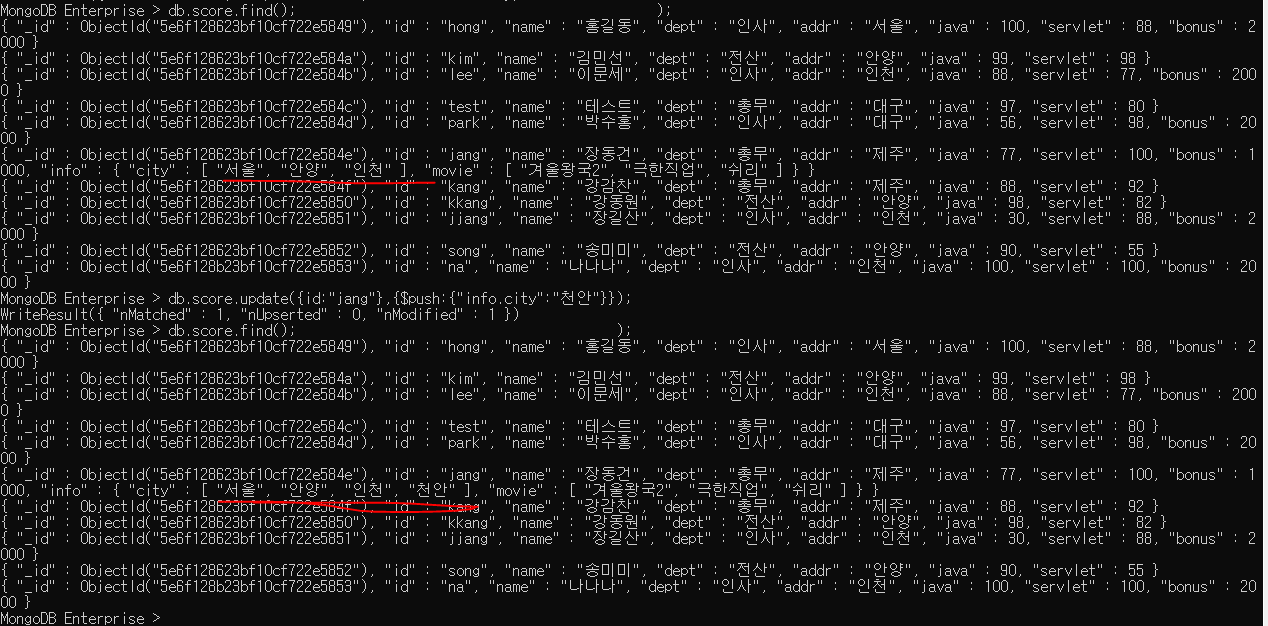 MongoDB Enterprise > db.score.find();                                             );
{ "_id" : ObjectId("5e6f128623bf10cf722e5849"), "id" : "hong", "name" : "홍길동", "dept" : "인사", "addr" : "서울", "java" : 100, "servlet" : 88, "bonus" : 2
000 }
{ "_id" : ObjectId("5e6f128623bf10cf722e584a"), "id" : "kim", "name" : "김민선", "dept" : "전산", "addr" : "안양", "java" : 99, "servlet" : 98 }
{ "_id" : ObjectId("5e6f128623bf10cf722e584b"), "id" : "lee", "name" : "이문세", "dept" : "인사", "addr" : "인천", "java" : 88, "servlet" : 77, "bonus" : 200
0 }
{ "_id" : ObjectId("5e6f128623bf10cf722e584c"), "id" : "test", "name" : "테스트", "dept" : "총무", "addr" : "대구", "java" : 97, "servlet" : 80 }
{ "_id" : ObjectId("5e6f128623bf10cf722e584d"), "id" : "park", "name" : "박수홍", "dept" : "인사", "addr" : "대구", "java" : 56, "servlet" : 98, "bonus" : 20
00 }
{ "_id" : ObjectId("5e6f128623bf10cf722e584e"), "id" : "jang", "name" : "장동건", "dept" : "총무", "addr" : "제주", "java" : 77, "servlet" : 100, "bonus" : 1
000, "info" : { "city" : [ "서울", "안양", "인천" ], "movie" : [ "겨울왕국2", "극한직업", "쉬리" ] } }
{ "_id" : ObjectId("5e6f128623bf10cf722e584f"), "id" : "kang", "name" : "강감찬", "dept" : "총무", "addr" : "제주", "java" : 88, "servlet" : 92 }
{ "_id" : ObjectId("5e6f128623bf10cf722e5850"), "id" : "kkang", "name" : "강동원", "dept" : "전산", "addr" : "안양", "java" : 98, "servlet" : 82 }
{ "_id" : ObjectId("5e6f128623bf10cf722e5851"), "id" : "jjang", "name" : "장길산", "dept" : "인사", "addr" : "인천", "java" : 30, "servlet" : 88, "bonus" : 2
000 }
{ "_id" : ObjectId("5e6f128623bf10cf722e5852"), "id" : "song", "name" : "송미미", "dept" : "전산", "addr" : "안양", "java" : 90, "servlet" : 55 }
{ "_id" : ObjectId("5e6f128b23bf10cf722e5853"), "id" : "na", "name" : "나나나", "dept" : "인사", "addr" : "인천", "java" : 100, "servlet" : 100, "bonus" : 20
00 }
MongoDB Enterprise > db.score.update({id:"jang"},{$push:{"info.city":"천안"}});
WriteResult({ "nMatched" : 1, "nUpserted" : 0, "nModified" : 1 })
MongoDB Enterprise > db.score.find();                                        );
{ "_id" : ObjectId("5e6f128623bf10cf722e5849"), "id" : "hong", "name" : "홍길동", "dept" : "인사", "addr" : "서울", "java" : 100, "servlet" : 88, "bonus" : 2
000 }
{ "_id" : ObjectId("5e6f128623bf10cf722e584a"), "id" : "kim", "name" : "김민선", "dept" : "전산", "addr" : "안양", "java" : 99, "servlet" : 98 }
{ "_id" : ObjectId("5e6f128623bf10cf722e584b"), "id" : "lee", "name" : "이문세", "dept" : "인사", "addr" : "인천", "java" : 88, "servlet" : 77, "bonus" : 200
0 }
{ "_id" : ObjectId("5e6f128623bf10cf722e584c"), "id" : "test", "name" : "테스트", "dept" : "총무", "addr" : "대구", "java" : 97, "servlet" : 80 }
{ "_id" : ObjectId("5e6f128623bf10cf722e584d"), "id" : "park", "name" : "박수홍", "dept" : "인사", "addr" : "대구", "java" : 56, "servlet" : 98, "bonus" : 20
00 }
{ "_id" : ObjectId("5e6f128623bf10cf722e584e"), "id" : "jang", "name" : "장동건", "dept" : "총무", "addr" : "제주", "java" : 77, "servlet" : 100, "bonus" : 1
000, "info" : { "city" : [ "서울", "안양", "인천", "천안" ], "movie" : [ "겨울왕국2", "극한직업", "쉬리" ] } }
{ "_id" : ObjectId("5e6f128623bf10cf722e584f"), "id" : "kang", "name" : "강감찬", "dept" : "총무", "addr" : "제주", "java" : 88, "servlet" : 92 }
{ "_id" : ObjectId("5e6f128623bf10cf722e5850"), "id" : "kkang", "name" : "강동원", "dept" : "전산", "addr" : "안양", "java" : 98, "servlet" : 82 }
{ "_id" : ObjectId("5e6f128623bf10cf722e5851"), "id" : "jjang", "name" : "장길산", "dept" : "인사", "addr" : "인천", "java" : 30, "servlet" : 88, "bonus" : 2
000 }
{ "_id" : ObjectId("5e6f128623bf10cf722e5852"), "id" : "song", "name" : "송미미", "dept" : "전산", "addr" : "안양", "java" : 90, "servlet" : 55 }
{ "_id" : ObjectId("5e6f128b23bf10cf722e5853"), "id" : "na", "name" : "나나나", "dept" : "인사", "addr" : "인천", "java" : 100, "servlet" : 100, "bonus" : 20
00 }
MongoDB Enterprise >